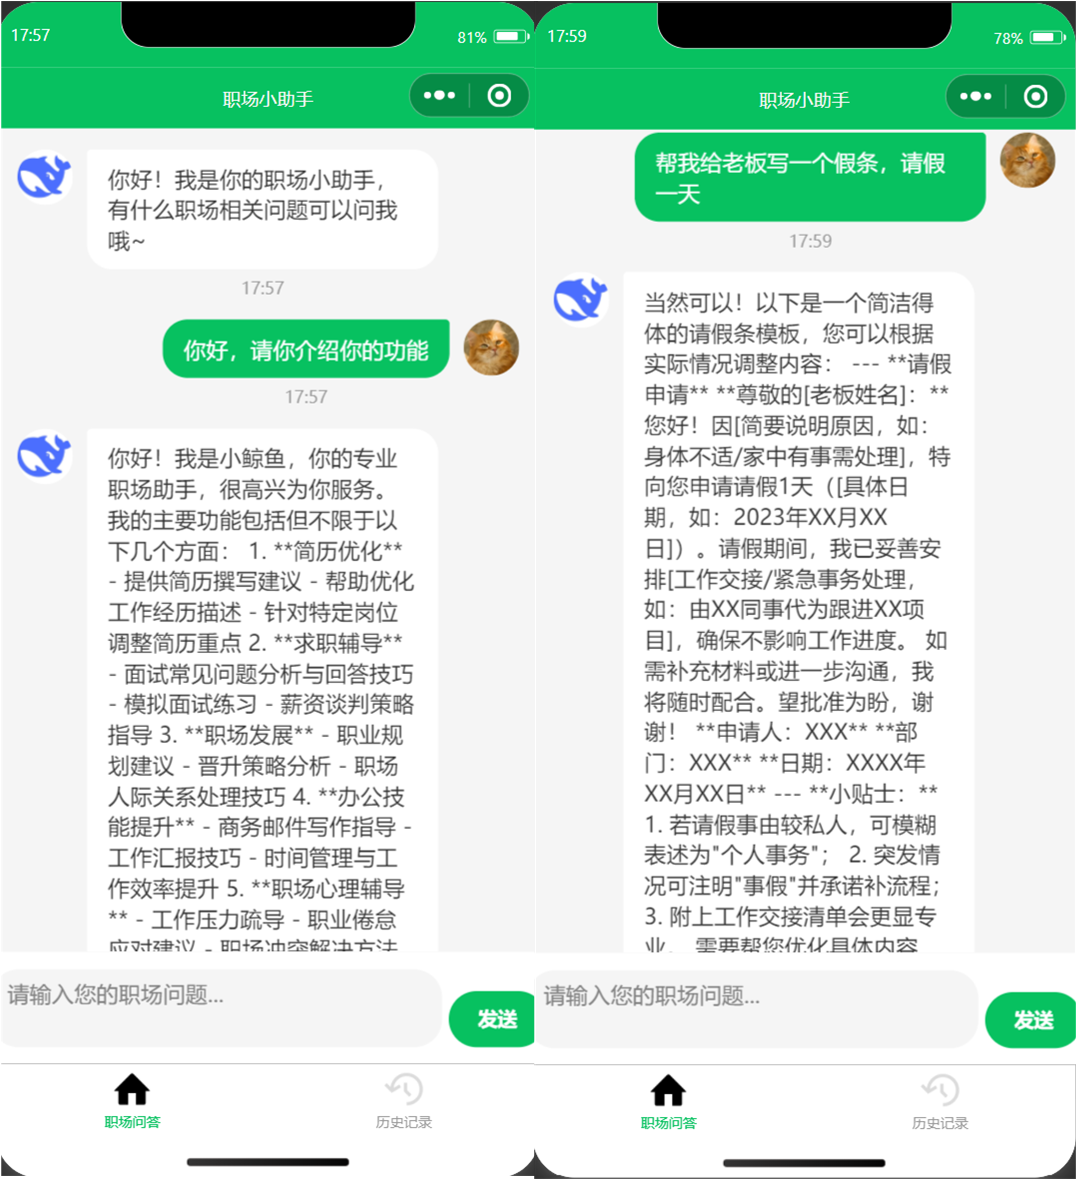 17:57
81%
职场小助手
你好！我是你的职场小助手，
有什么职场相关问题可以问我
哦~
17:57
你好，请你介绍你的功能
17:57
你好！我是小鲸鱼，你的专业
职场助手，很高兴为你服务。
我的主要功能包括但不限于以
下几个方面： 1. **简历优化**
- 提供简历撰写建议 - 帮助优化
工作经历描述 - 针对特定岗位
调整简历重点 2. **求职辅导**
- 面试常见问题分析与回答技巧
- 模拟面试练习 - 薪资谈判策略
指导 3. **职场发展** - 职业规
划建议 - 晋升策略分析 - 职场
人际关系处理技巧 4. **办公技
能提升** - 商务邮件写作指导 -
工作汇报技巧 - 时间管理与工
作效率提升 5. **职场心理辅导
** - 工作压力疏导 - 职业倦怠
应对建议 - 职场冲突解决方法
请输入您的职场问题...
发送
职场问答
历史记录
17:59
78%
职场小助手
帮我给老板写一个假条，请假
一天
17:59
当然可以！以下是一个简洁得
体的请假条模板，您可以根据
实际情况调整内容： --- **请假
申请** **尊敬的[老板姓名]：**
您好！因[简要说明原因，如：
身体不适/家中有事需处理]，特
向您申请请假1天（[具体日
期，如：2023年XX月XX
日]）。请假期间，我已妥善安
排[工作交接/紧急事务处理，
如：由XX同事代为跟进XX项
目]，确保不影响工作进度。 如
需补充材料或进一步沟通，我
将随时配合。望批准为盼，谢
谢！ **申请人：XXX** **部
门：XXX** **日期：XXXX年
XX月XX日** --- **小贴士：**
1. 若请假事由较私人，可模糊
表述为"个人事务"； 2. 突发情
况可注明"事假"并承诺补流程；
3. 附上工作交接清单会更显专
业。 需要帮您优化具体内容
请输入您的职场问题...
发送
职场问答
历史记录